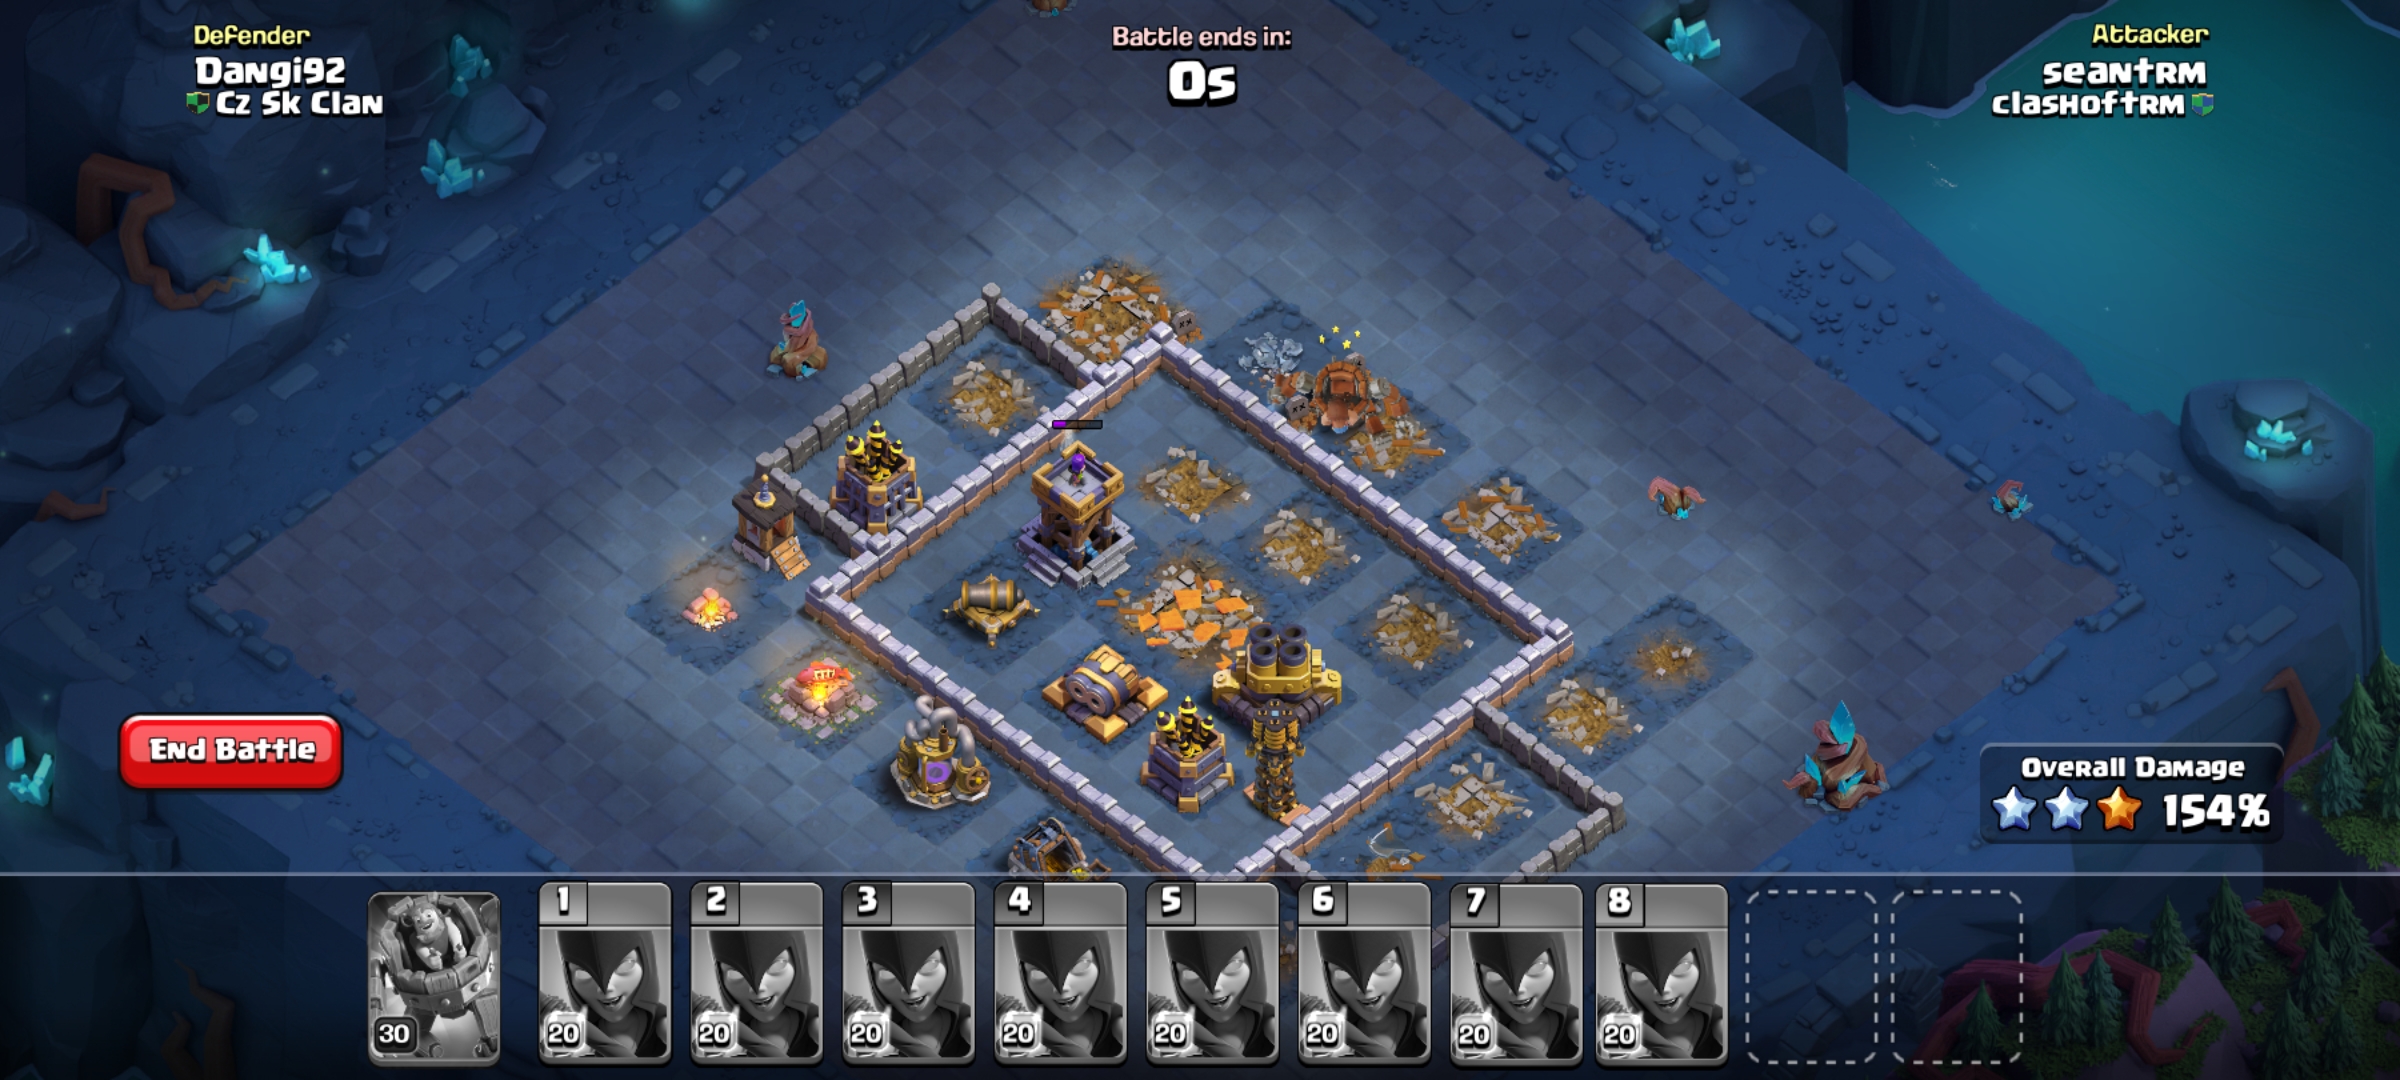 Defender
Dangi92
Cz Sk Clan
Battle ends in:
0s
Attacker
seantRM
clashoftRM
End Battle
Overall Damage
154%
30
1
20
2
20
3
20
4
20
5
20
6
20
7
20
8
20